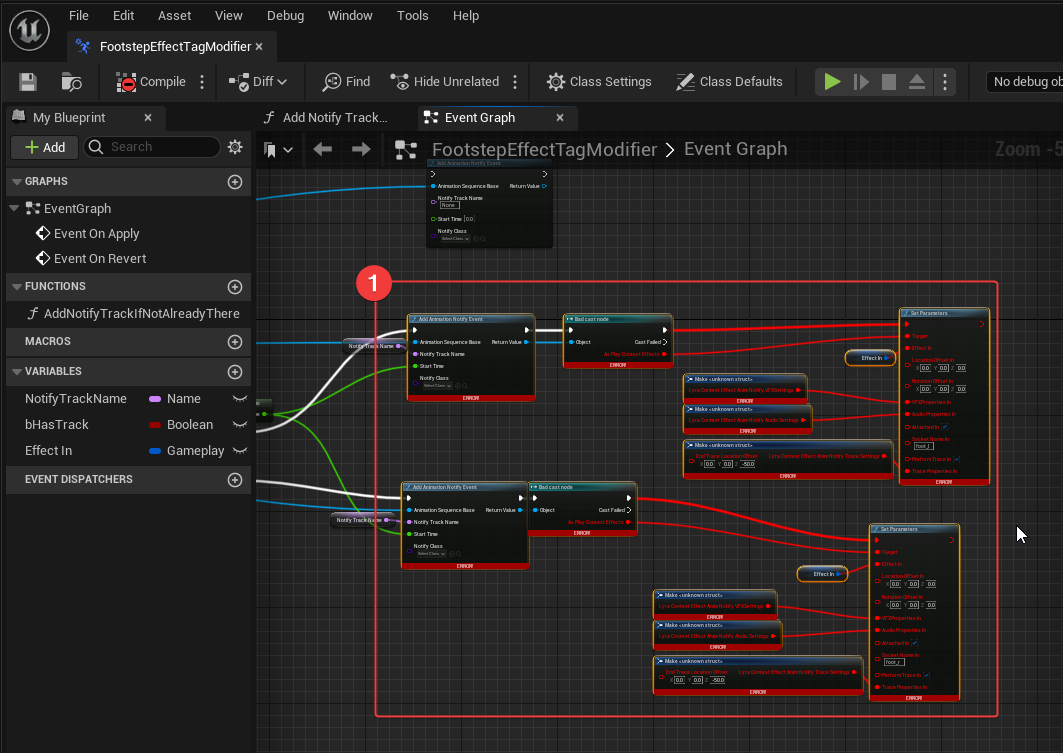 File Edit Asset View Debug Window Tools Help
FootstepEffectTagModifier
Compile Diff Find Hide Unrelated Class Settings Class Defaults No debug ob
My Blueprint
Add Notify Track...
Event Graph
Add
Search
FootstepEffectTagModifier > Event Graph
Zoom -5
GRAPHS
EventGraph
Event On Apply
Event On Revert
FUNCTIONS
AddNotifyTrackIfNotAlreadyThere
MACROS
VARIABLES
NotifyTrackName Name
bHasTrack Boolean
Effect In Gameplay
EVENT DISPATCHERS
Add Animation Notify Event
Animation Sequence Base Return Value
Notify Track Name
None
Start Time 0.0
Notify Class
Select Class
1
Notify Track Name
Add Animation Notify Event
Animation Sequence Base Return Value
Notify Track Name
Start Time
Notify Class
Select Class
ERROR!
Bad cast node
Object Cast Failed
As Play Context Effects
ERROR!
Effect In
Make <unknown struct>
Lyra Context Effect Anim Notify VFXSettings
ERROR!
Make <unknown struct>
Lyra Context Effect Anim Notify Audio Settings
ERROR!
Make <unknown struct>
End Trace Location Offset Lyra Context Effect Anim Notify Trace Settings
X 0.0 Y 0.0 Z -50.0
ERROR!
Set Parameters
Target
Effect In
Location Offset In
X 0.0 Y 0.0 Z 0.0
Rotation Offset In
X 0.0 Y 0.0 Z 0.0
VFXProperties In
Audio Properties In
Attached In
Socket Name In
foot_l
Perform Trace In
Trace Properties In
ERROR!
Notify Track Name
Add Animation Notify Event
Animation Sequence Base Return Value
Notify Track Name
Start Time
Notify Class
Select Class
ERROR!
Bad cast node
Object Cast Failed
As Play Context Effects
ERROR!
Effect In
Make <unknown struct>
Lyra Context Effect Anim Notify VFXSettings
ERROR!
Make <unknown struct>
Lyra Context Effect Anim Notify Audio Settings
ERROR!
Make <unknown struct>
End Trace Location Offset Lyra Context Effect Anim Notify Trace Settings
X 0.0 Y 0.0 Z -50.0
ERROR!
Set Parameters
Target
Effect In
Location Offset In
X 0.0 Y 0.0 Z 0.0
Rotation Offset In
X 0.0 Y 0.0 Z 0.0
VFXProperties In
Audio Properties In
Attached In
Socket Name In
foot_r
Perform Trace In
Trace Properties In
ERROR!